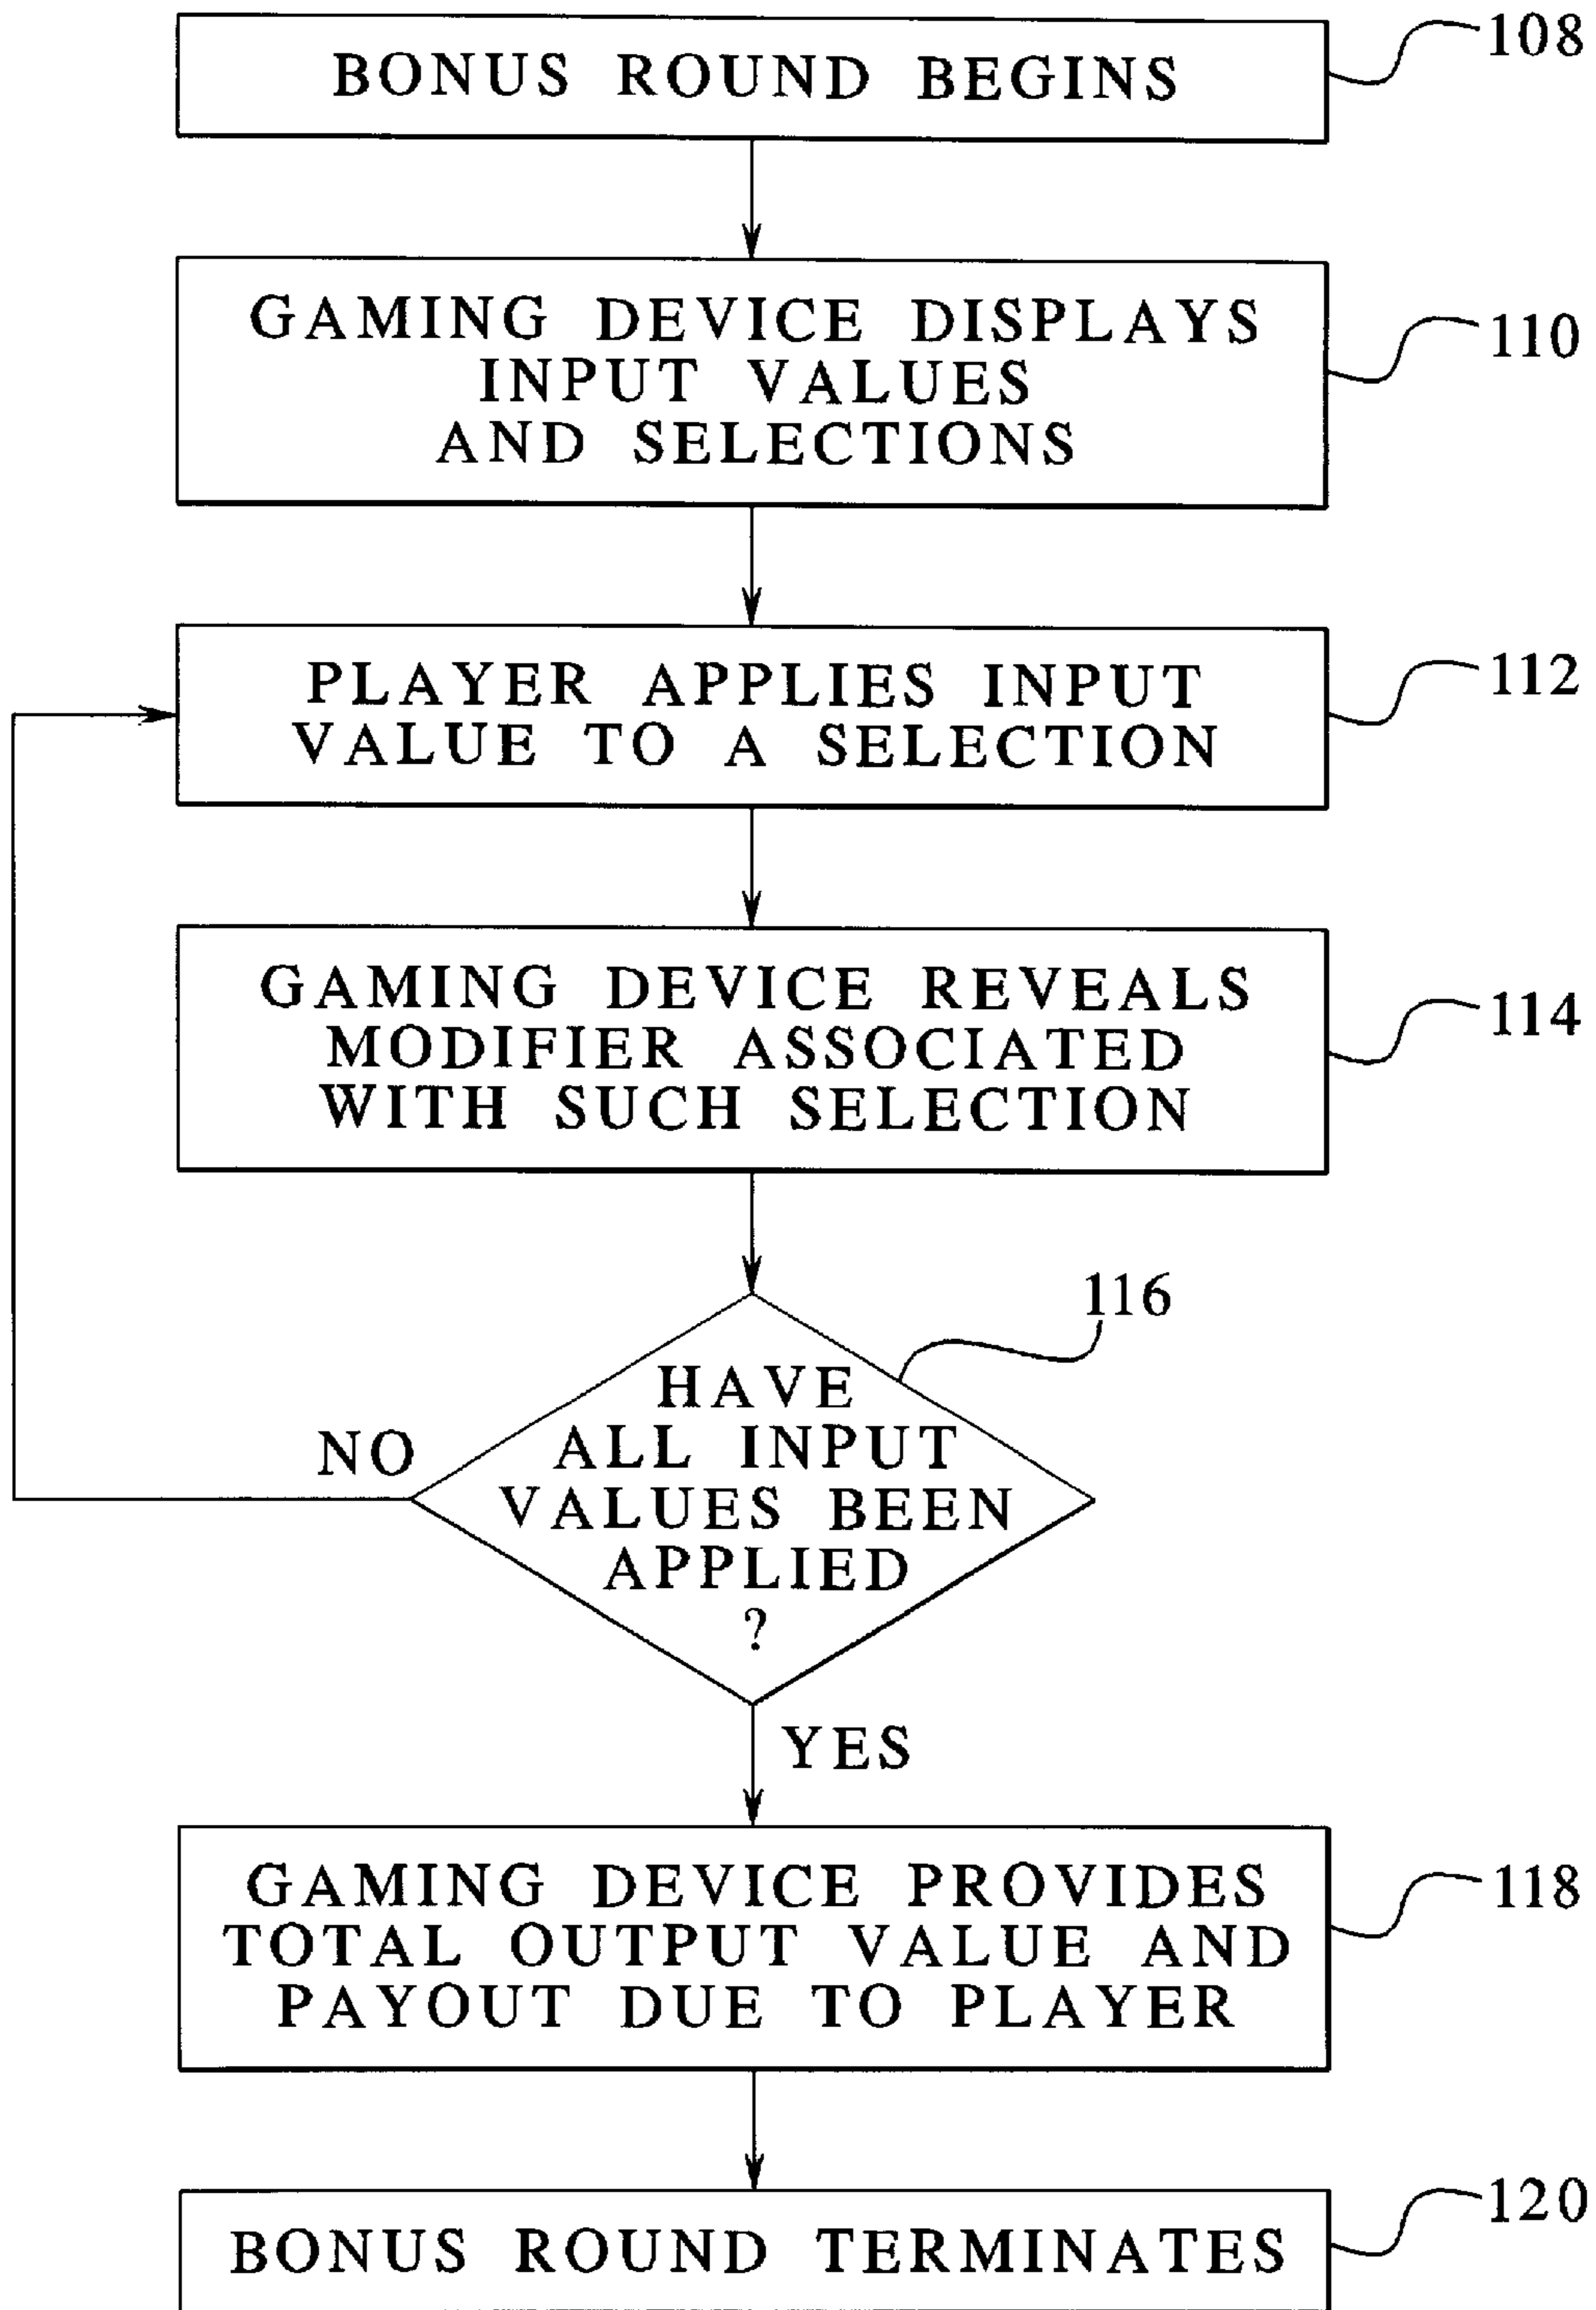 BONUS ROUND BEGINS
108
GAMING DEVICE DISPLAYS
INPUT VALUES
AND SELECTIONS
110
PLAYER APPLIES INPUT
VALUE TO A SELECTION
112
GAMING DEVICE REVEALS
MODIFIER ASSOCIATED
WITH SUCH SELECTION
114
116
HAVE
ALL INPUT
VALUES BEEN
APPLIED
?
NO
YES
GAMING DEVICE PROVIDES
TOTAL OUTPUT VALUE AND
PAYOUT DUE TO PLAYER
118
BONUS ROUND TERMINATES
120